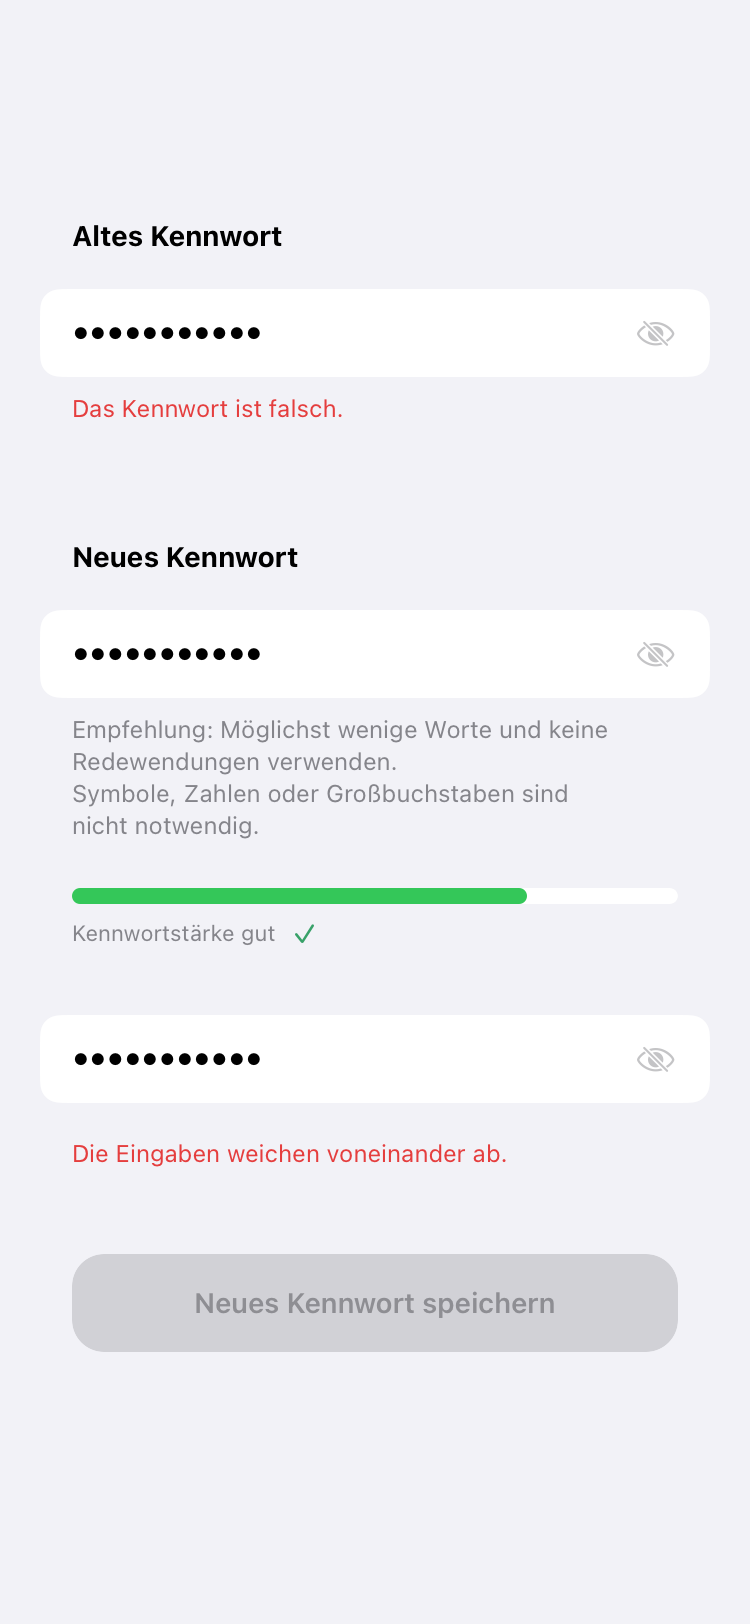 Altes Kennwort
•••••••••••
Das Kennwort ist falsch.
Neues Kennwort
•••••••••••
Empfehlung: Möglichst wenige Worte und keine
Redewendungen verwenden.
Symbole, Zahlen oder Großbuchstaben sind
nicht notwendig.
Kennwortstärke gut
•••••••••••
Die Eingaben weichen voneinander ab.
Neues Kennwort speichern